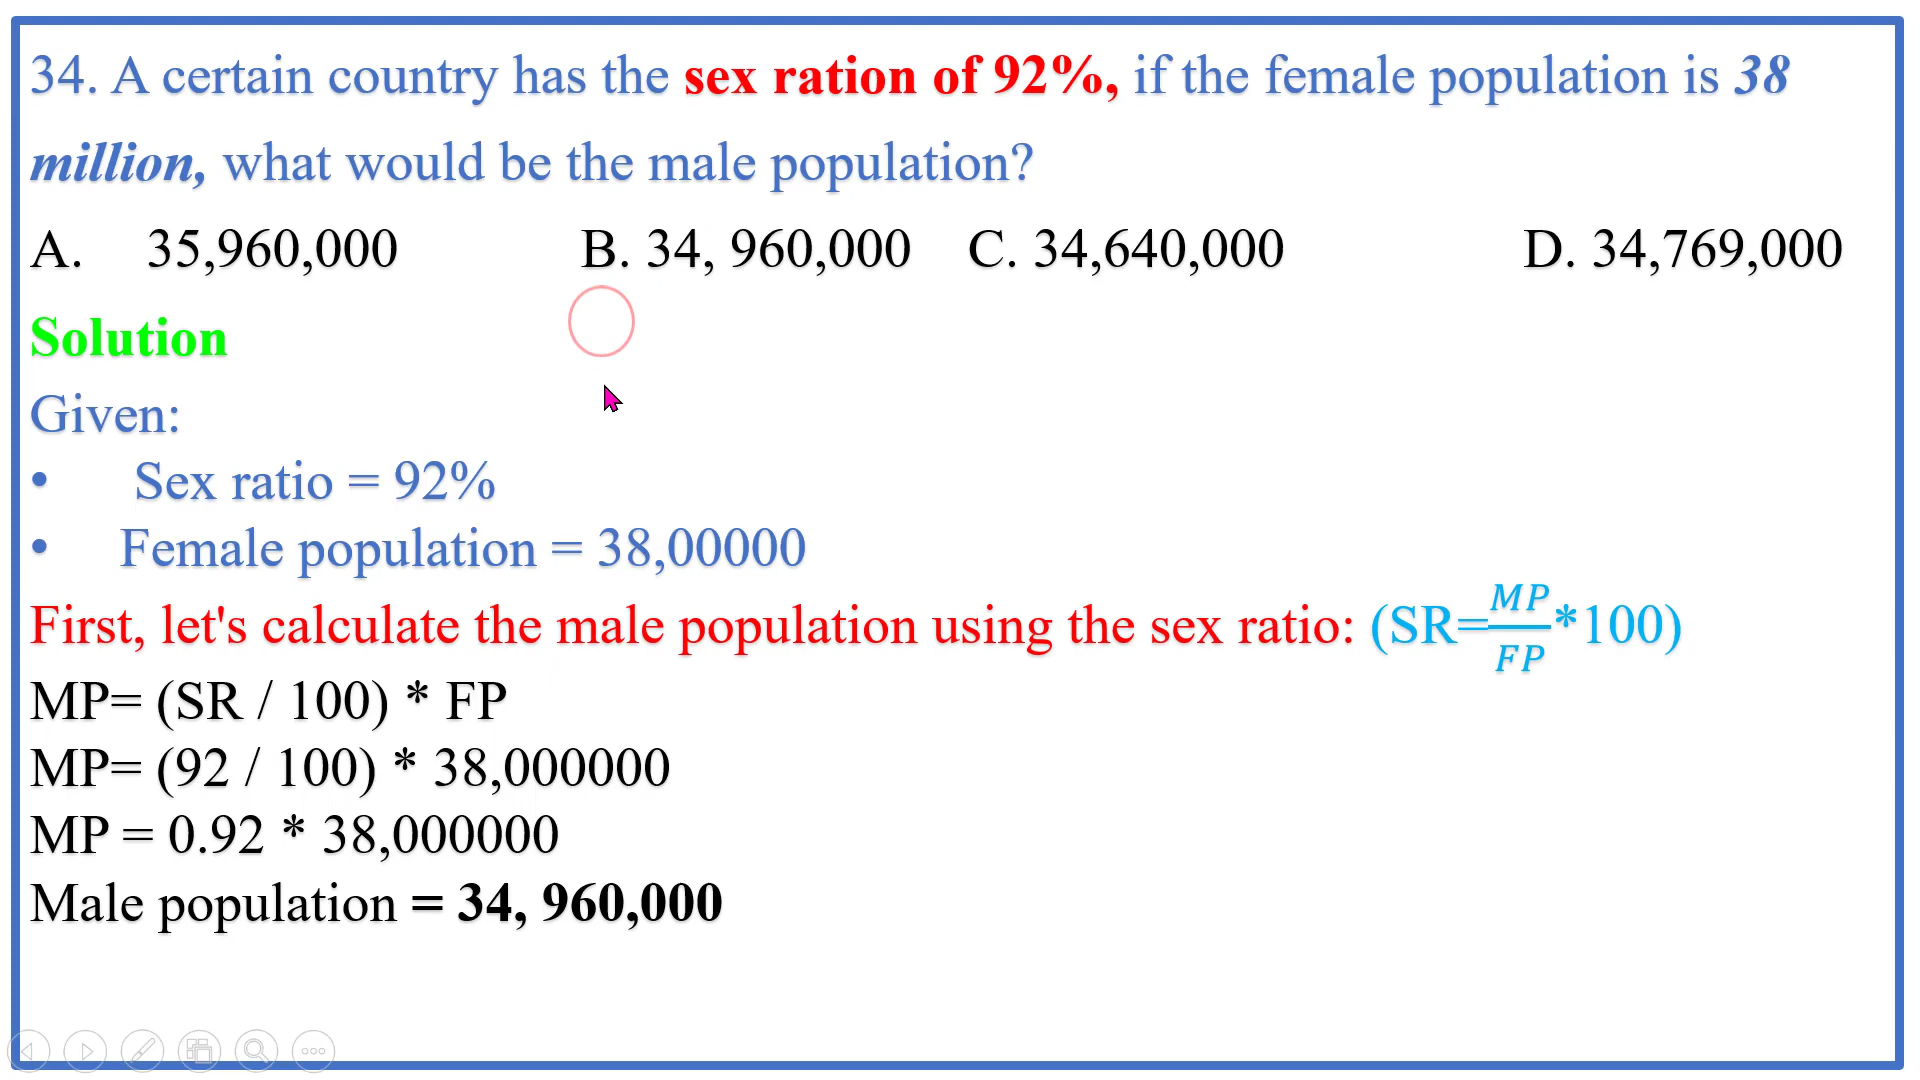 34. A certain country has the sex ration of 92%, if the female population is 38
million, what would be the male population?
A. 35,960,000 B. 34, 960,000 C. 34,640,000 D. 34,769,000
Solution
Given:
• Sex ratio = 92%
• Female population = 38,00000
First, let's calculate the male population using the sex ratio: (SR=MP/FP*100)
MP= (SR / 100) * FP
MP= (92 / 100) * 38,000000
MP = 0.92 * 38,000000
Male population = 34, 960,000